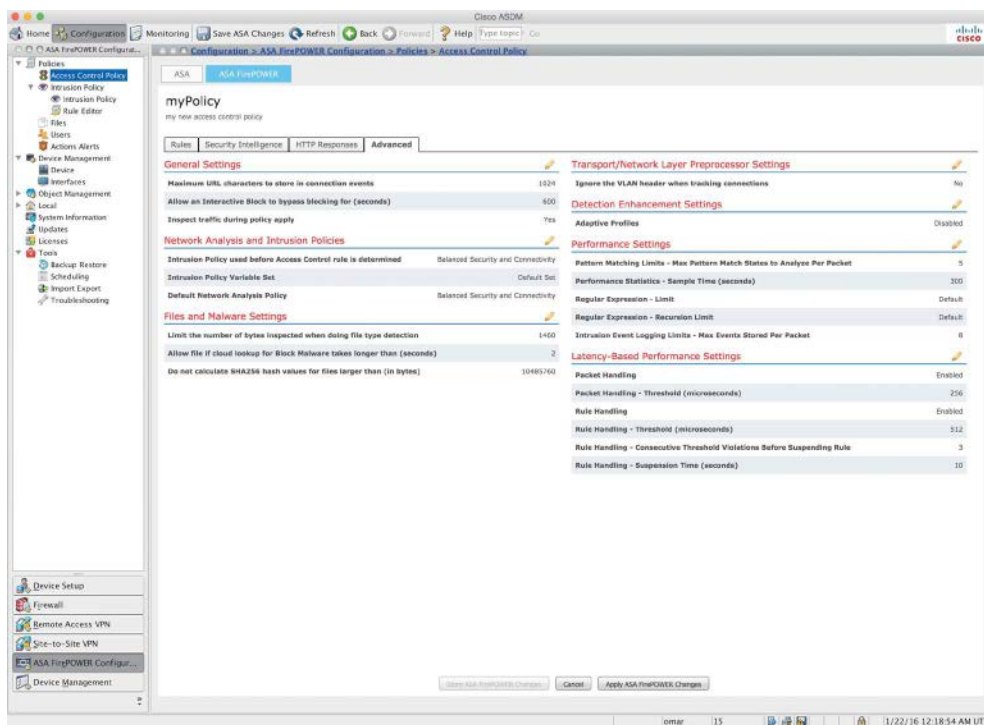 Cisco ASDM
Home Configuration Monitoring Save ASA Changes Refresh Back Forward Help Type topic Go
cisco
ASA FirePOWER Configurat...
Configuration > ASA FirePOWER Configuration > Policies > Access Control Policy
Policies
Access Control Policy
Intrusion Policy
Intrusion Policy
Rule Editor
Files
Users
Actions Alerts
Device Management
Device
Interfaces
Object Management
Local
System Information
Updates
Licenses
Tools
Backup Restore
Scheduling
Import Export
Troubleshooting
ASA ASA FirePOWER
myPolicy
my new access control policy
Rules Security Intelligence HTTP Responses Advanced
General Settings
Maximum URL characters to store in connection events 1024
Allow an Interactive Block to bypass blocking for (seconds) 600
Inspect traffic during policy apply Yes
Network Analysis and Intrusion Policies
Intrusion Policy used before Access Control rule is determined Balanced Security and Connectivity
Intrusion Policy Variable Set Default Set
Default Network Analysis Policy Balanced Security and Connectivity
Files and Malware Settings
Limit the number of bytes inspected when doing file type detection 1460
Allow file if cloud lookup for Block Malware takes longer than (seconds) 2
Do not calculate SHA256 hash values for files larger than (in bytes) 10485760
Transport/Network Layer Preprocessor Settings
Ignore the VLAN header when tracking connections No
Detection Enhancement Settings
Adaptive Profiles Disabled
Performance Settings
Pattern Matching Limits - Max Pattern Match States to Analyze Per Packet 5
Performance Statistics - Sample Time (seconds) 300
Regular Expression - Limit Default
Regular Expression - Recursion Limit Default
Intrusion Event Logging Limits - Max Events Stored Per Packet 8
Latency-Based Performance Settings
Packet Handling Enabled
Packet Handling - Threshold (microseconds) 256
Rule Handling Enabled
Rule Handling - Threshold (microseconds) 512
Rule Handling - Consecutive Threshold Violations Before Suspending Rule 3
Rule Handling - Suspension Time (seconds) 10
Device Setup
Firewall
Remote Access VPN
Site-to-Site VPN
ASA FirePOWER Configur...
Device Management
Store ASA FirePOWER Changes Cancel Apply ASA FirePOWER Changes
omar 15 1/22/16 12:18:54 AM UT